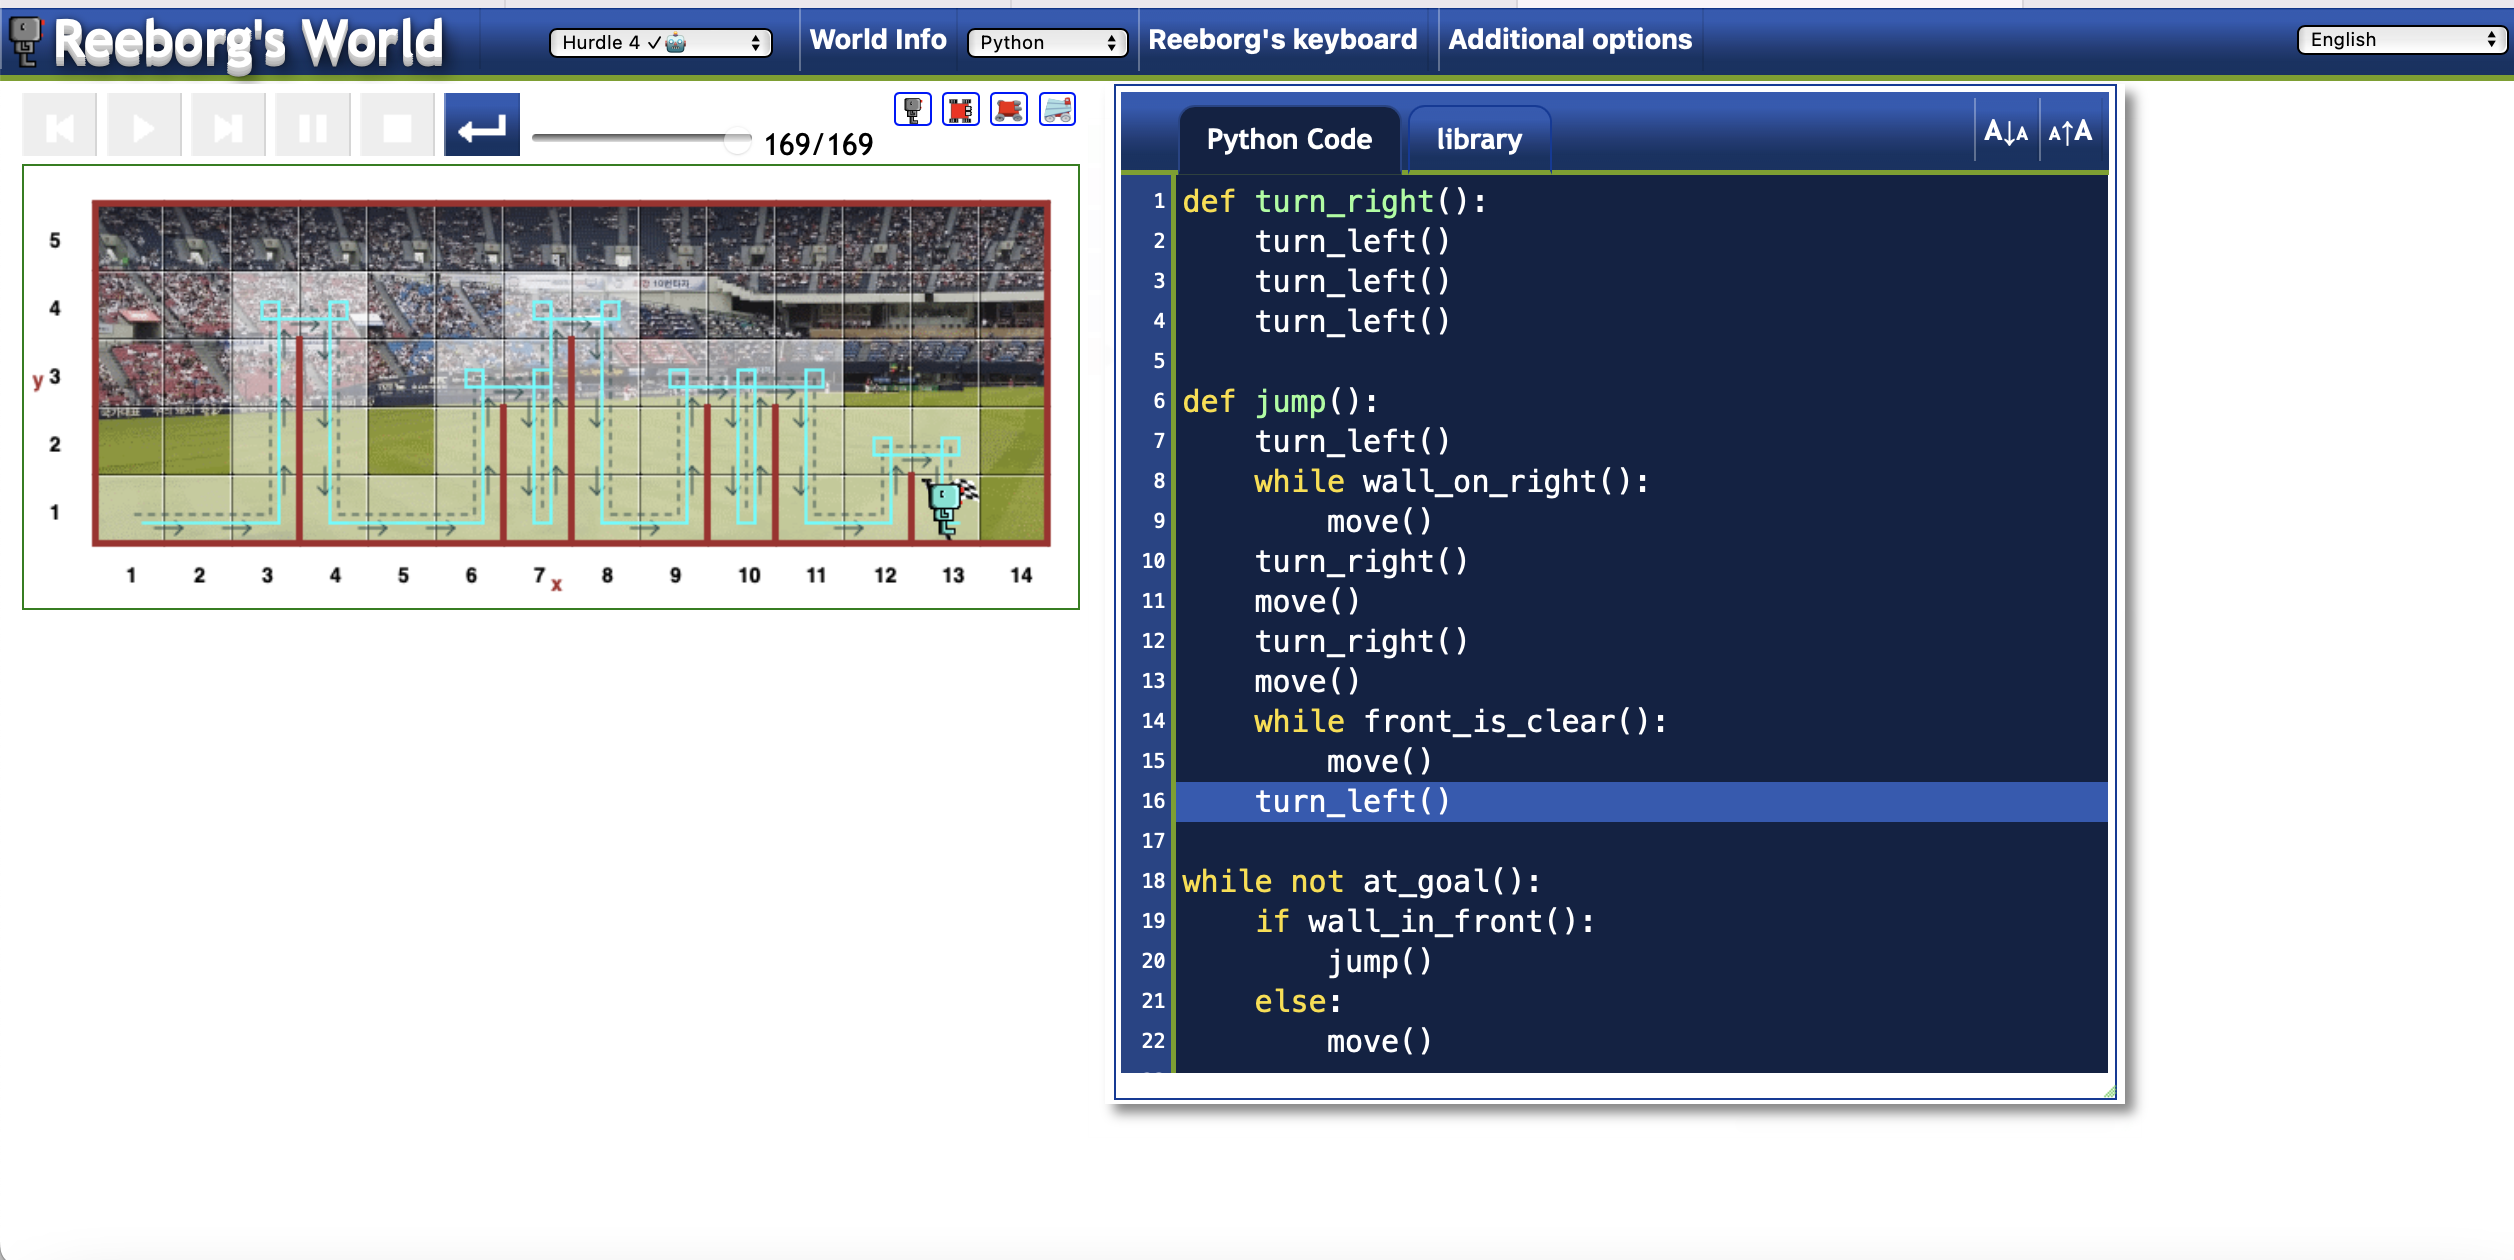 Reeborg's World
Hurdle 4 ✓🤖
World Info
Python
Reeborg's keyboard
Additional options
English
169/169
Python Code
library
A↓A
A↑A
5
4
y 3
2
1
1 2 3 4 5 6 7 x 8 9 10 11 12 13 14
1 def turn_right():
2     turn_left()
3     turn_left()
4     turn_left()
5
6 def jump():
7     turn_left()
8     while wall_on_right():
9         move()
10     turn_right()
11     move()
12     turn_right()
13     move()
14     while front_is_clear():
15         move()
16     turn_left()
17
18 while not at_goal():
19     if wall_in_front():
20         jump()
21     else:
22         move()